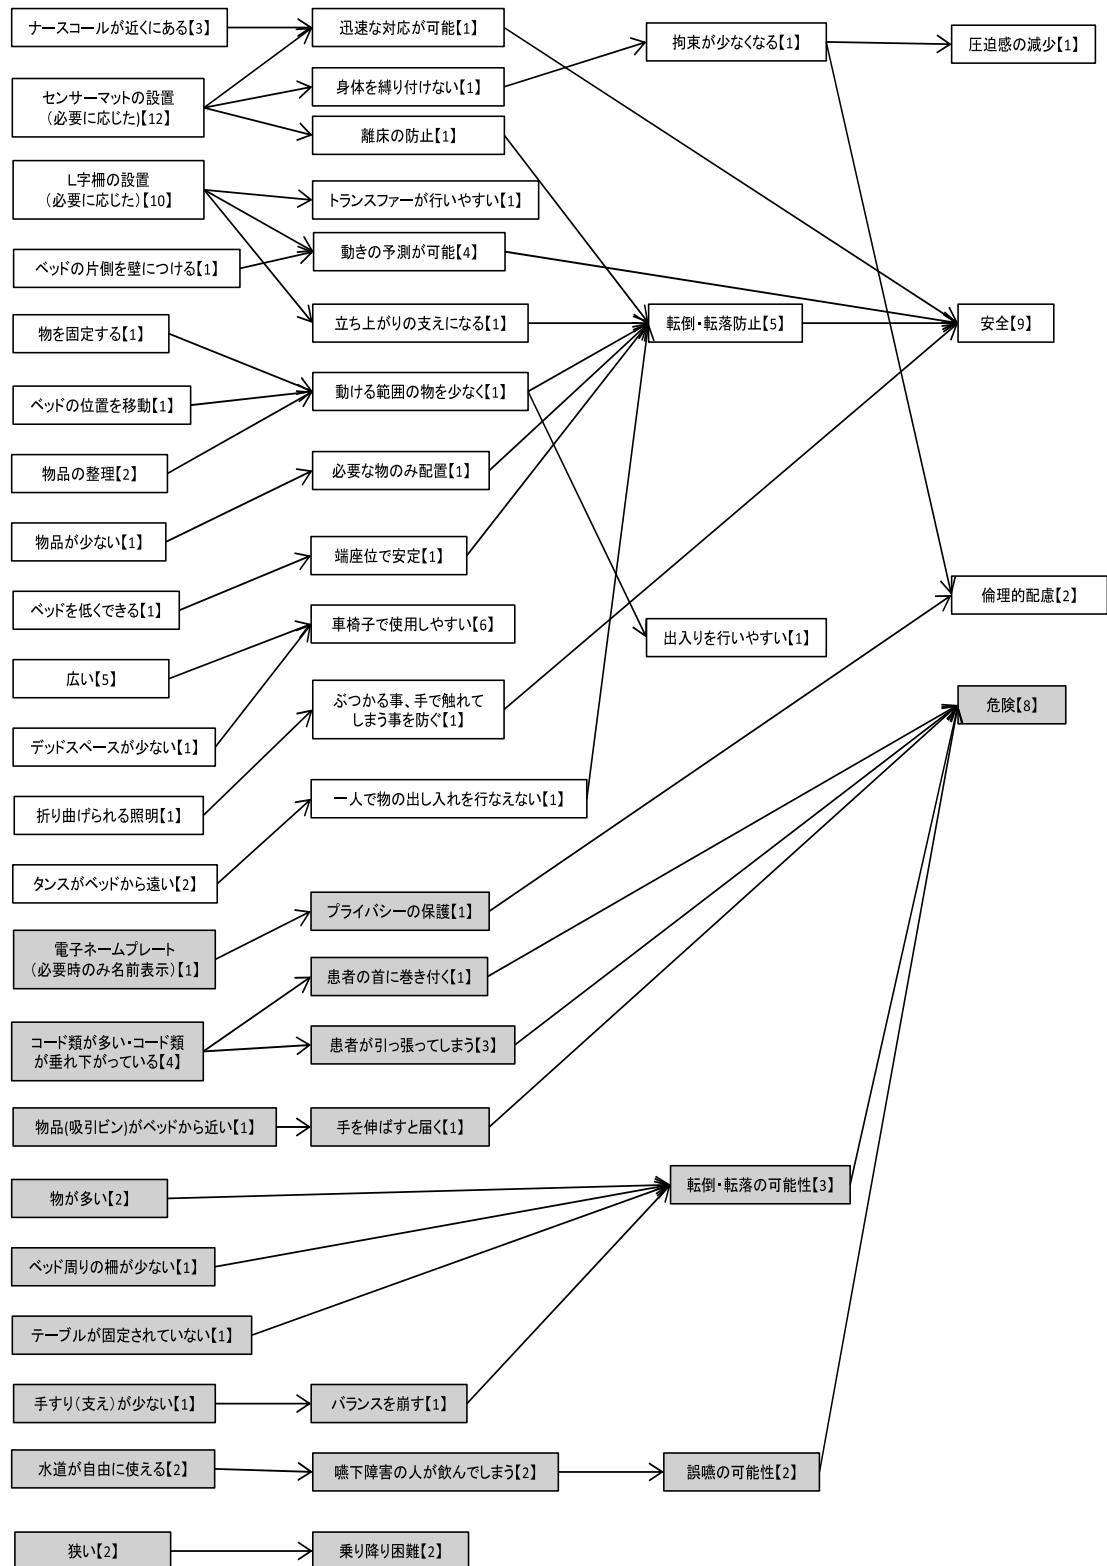 ナースコールが近くにある【3】
迅速な対応が可能【1】
拘束が少なくなる【1】
圧迫感の減少【1】
センサーマットの設置
（必要に応じた)【12】
身体を縛り付けない【1】
離床の防止【1】
L字柵の設置
（必要に応じた）【10】
トランスファーが行いやすい【1】
動きの予測が可能【4】
ベッドの片側を壁につける【1】
物を固定する【1】
立ち上がりの支えになる【1】
転倒・転落防止【5】
安全【9】
ベッドの位置を移動【1】
動ける範囲の物を少なく【1】
物品の整理【2】
必要な物のみ配置【1】
物品が少ない【1】
端座位で安定【1】
ベッドを低くできる【1】
倫理的配慮【2】
車椅子で使用しやすい【6】
出入りを行いやすい【1】
広い【5】
ぶつかる事、手で触れて
しまう事を防ぐ【1】
危険【8】
デッドスペースが少ない【1】
折り曲げられる照明【1】
一人で物の出し入れを行なえない【1】
タンスがベッドから遠い【2】
プライバシーの保護【1】
電子ネームプレート
（必要時のみ名前表示）【1】
患者の首に巻き付く【1】
コード類が多い・コード類
が垂れ下がっている【4】
患者が引っ張ってしまう【3】
物品(吸引ビン)がベッドから近い【1】
手を伸ばすと届く【1】
物が多い【2】
転倒・転落の可能性【3】
ベッド周りの柵が少ない【1】
テーブルが固定されていない【1】
手すり（支え）が少ない【1】
バランスを崩す【1】
水道が自由に使える【2】
嚥下障害の人が飲んでしまう【2】
誤嚥の可能性【2】
狭い【2】
乗り降り困難【2】